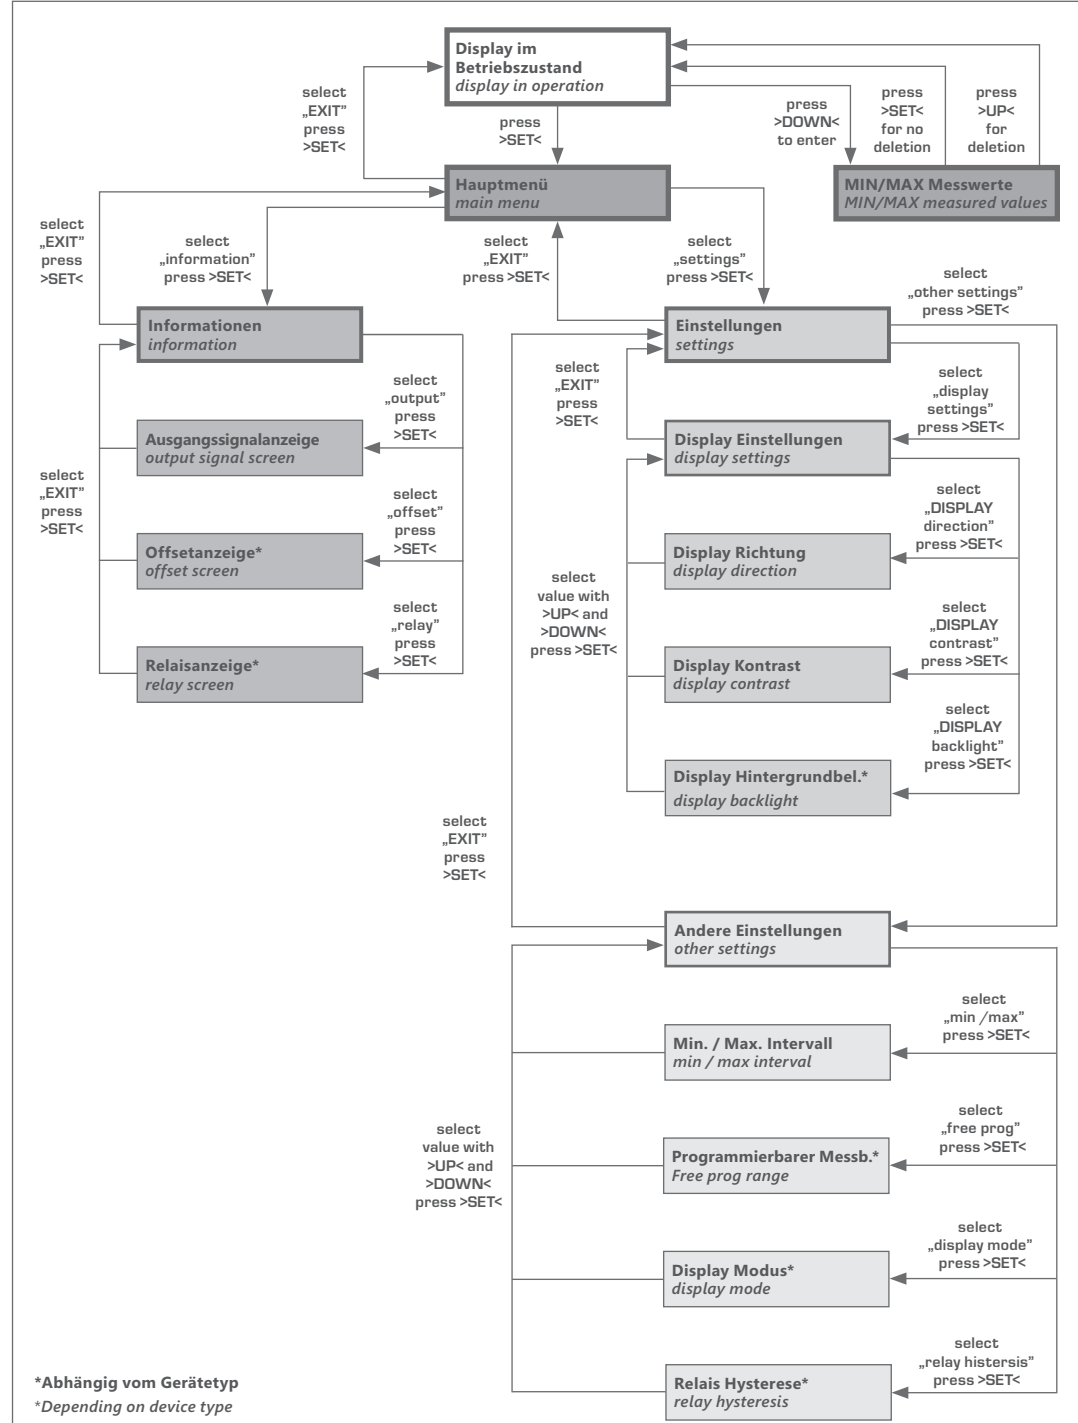 Display im
Betriebszustand
display in operation
select
„EXIT”
press
>SET<
press
>SET<
press
>DOWN<
to enter
press
>SET<
for no
deletion
press
>UP<
for
deletion
Hauptmenü
main menu
MIN/MAX Messwerte
MIN/MAX measured values
select
„EXIT”
press
>SET<
select
„information”
press >SET<
select
„EXIT”
press >SET<
select
„settings”
press >SET<
select
„other settings”
press >SET<
Informationen
information
Einstellungen
settings
select
„output”
press
>SET<
select
„EXIT”
press
>SET<
select
„display
settings”
press >SET<
Ausgangssignalanzeige
output signal screen
Display Einstellungen
display settings
select
„EXIT”
press
>SET<
select
„offset”
press
>SET<
select
„DISPLAY
direction”
press >SET<
Offsetanzeige*
offset screen
Display Richtung
display direction
select
value with
>UP< and
>DOWN<
press >SET<
select
„relay”
press
>SET<
select
„DISPLAY
contrast”
press >SET<
Relaisanzeige*
relay screen
Display Kontrast
display contrast
select
„DISPLAY
backlight”
press >SET<
Display Hintergrundbel.*
display backlight
select
„EXIT”
press
>SET<
Andere Einstellungen
other settings
select
„min /max”
press >SET<
Min. / Max. Intervall
min / max interval
select
value with
>UP< and
>DOWN<
press >SET<
select
„free prog”
press >SET<
Programmierbarer Messb.*
Free prog range
select
„display mode”
press >SET<
Display Modus*
display mode
select
„relay histersis”
press >SET<
Relais Hysterese*
relay hysteresis
*Abhängig vom Gerätetyp
*Depending on device type